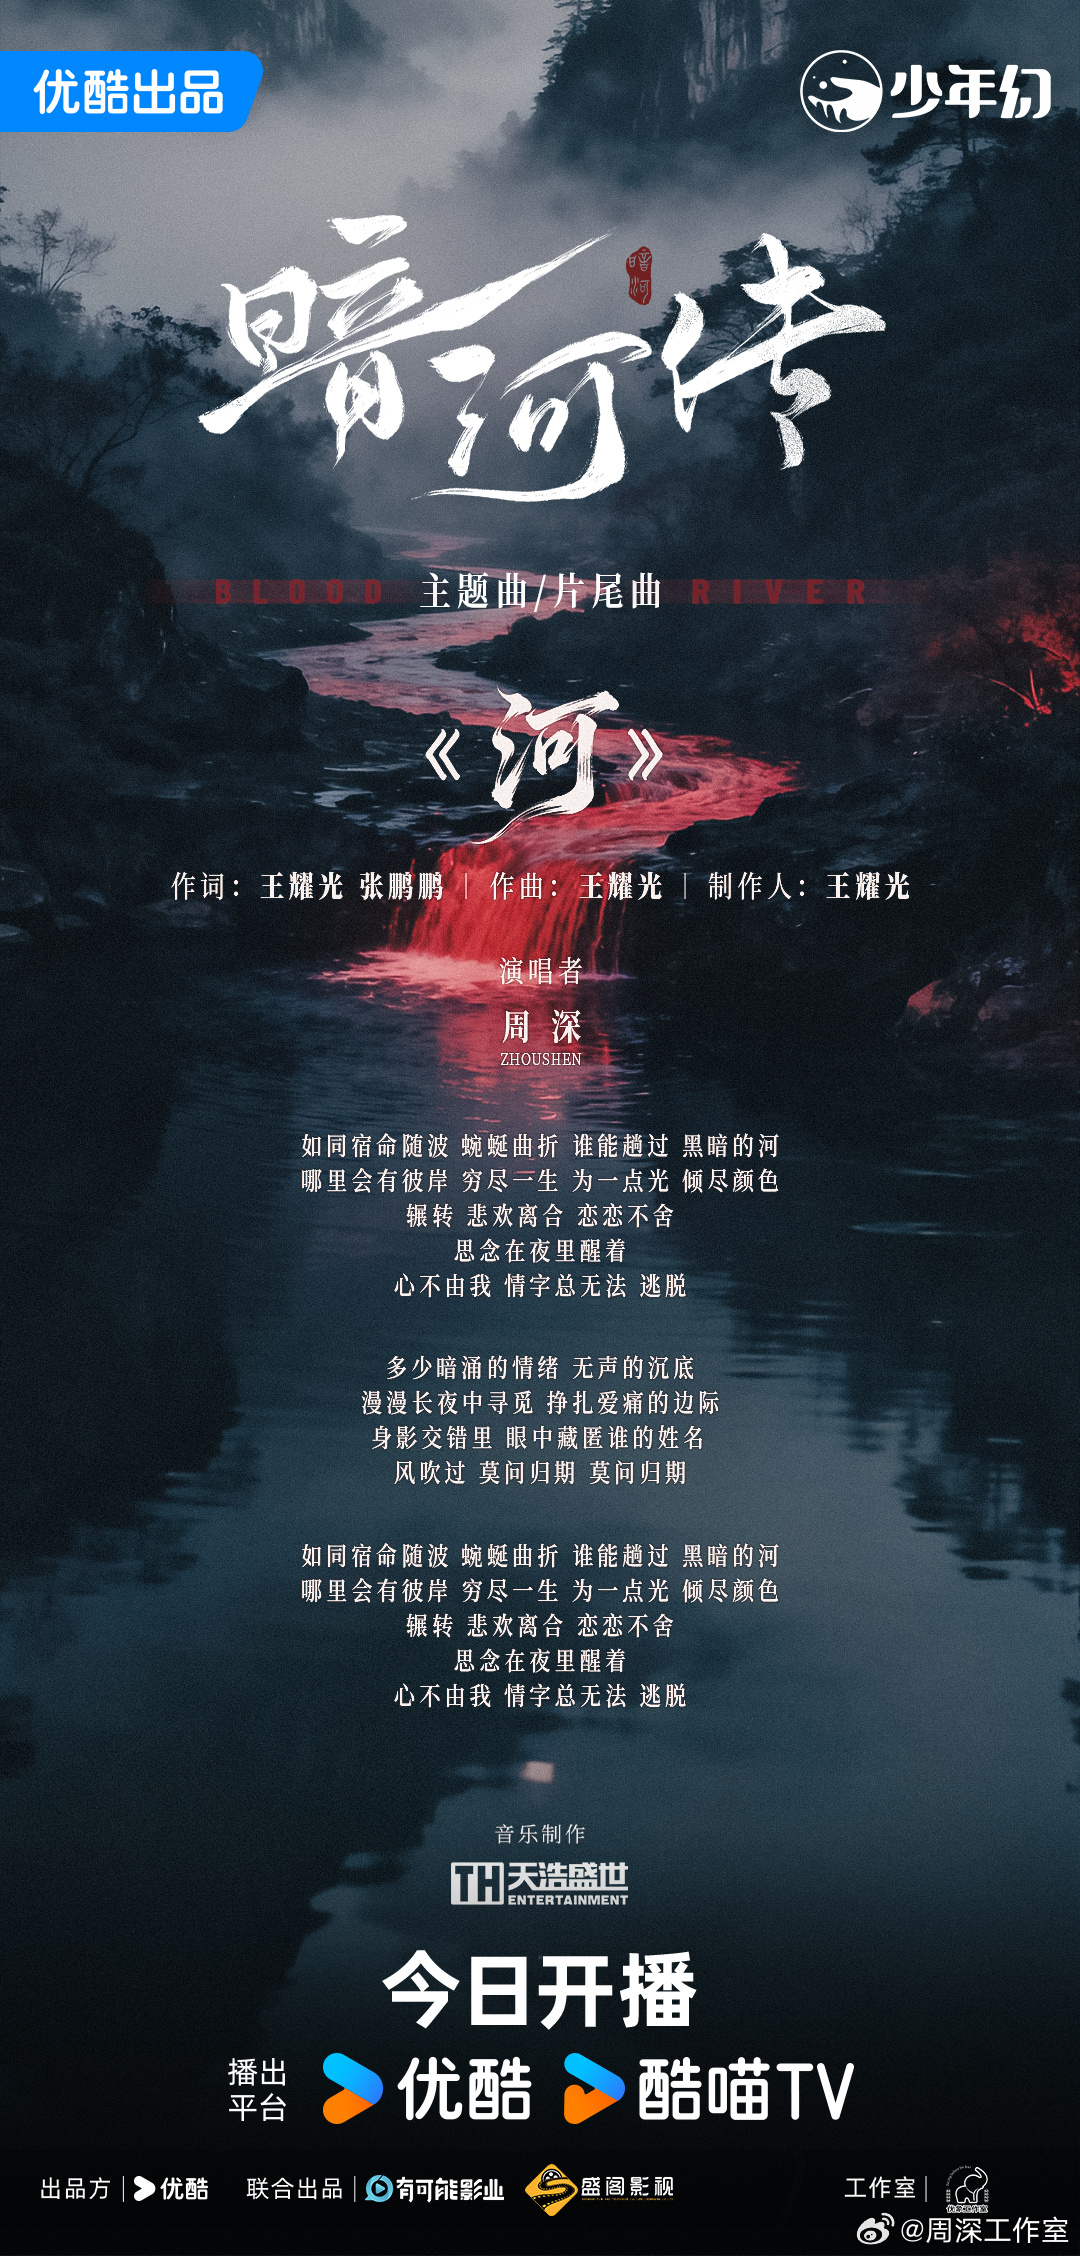 优酷出品
少年幻
暗河传
暗河
BLOOD 主题曲/片尾曲 RIVER
《河》
作词：王耀光 张鹏鹏 | 作曲：王耀光 | 制作人：王耀光
演唱者
周深
ZHOUSHEN
如同宿命随波 蜿蜒曲折 谁能趟过 黑暗的河
哪里会有彼岸 穷尽一生 为一点光 倾尽颜色
辗转 悲欢离合 恋恋不舍
思念在夜里醒着
心不由我 情字总无法 逃脱
多少暗涌的情绪 无声的沉底
漫漫长夜中寻觅 挣扎爱痛的边际
身影交错里 眼中藏匿谁的姓名
风吹过 莫问归期 莫问归期
如同宿命随波 蜿蜒曲折 谁能趟过 黑暗的河
哪里会有彼岸 穷尽一生 为一点光 倾尽颜色
辗转 悲欢离合 恋恋不舍
思念在夜里醒着
心不由我 情字总无法 逃脱
音乐制作
TH 天浩盛世
ENTERTAINMENT
今日开播
播出平台 优酷 酷喵TV
出品方 | 优酷 联合出品 | 有可能影业 盛阁影视 工作室 |
@周深工作室